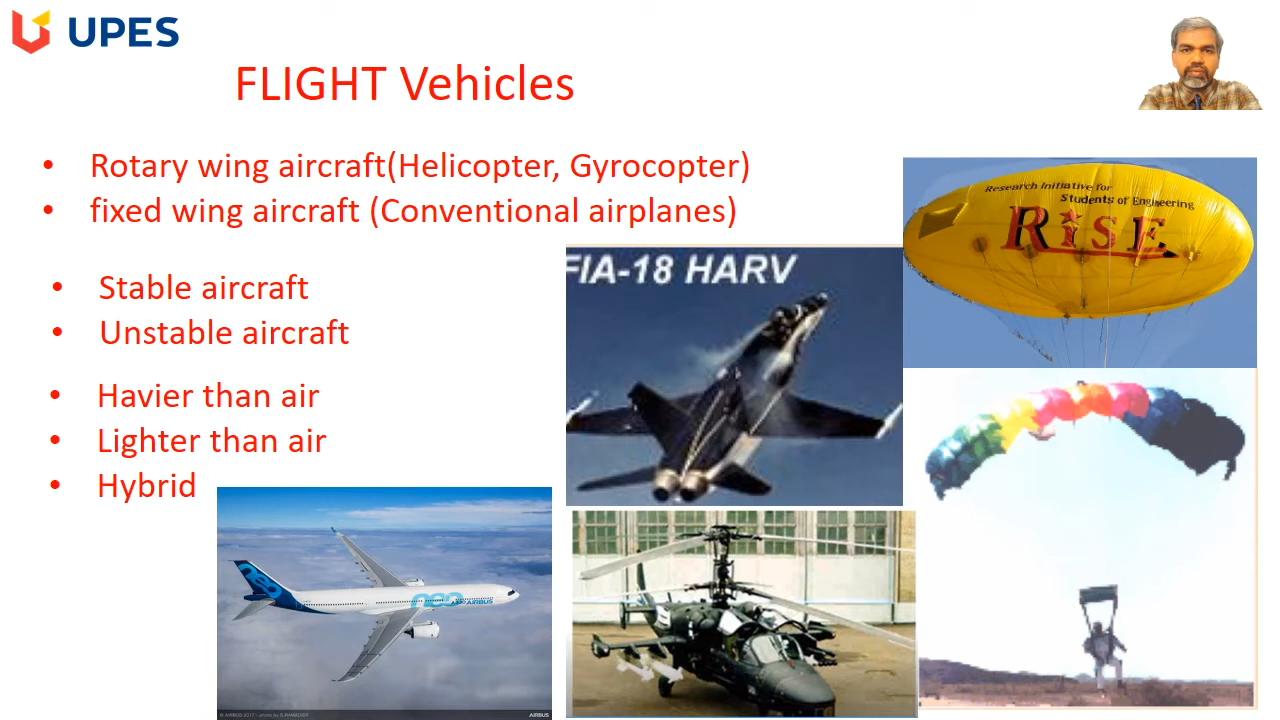 UPES
FLIGHT Vehicles
• Rotary wing aircraft(Helicopter, Gyrocopter)
• fixed wing aircraft (Conventional airplanes)
• Stable aircraft
• Unstable aircraft
• Havier than air
• Lighter than air
• Hybrid
Research Initiative for
Students of Engineering
RiSE
F/A-18 HARV
neo
AIRBUS
AIRBUS